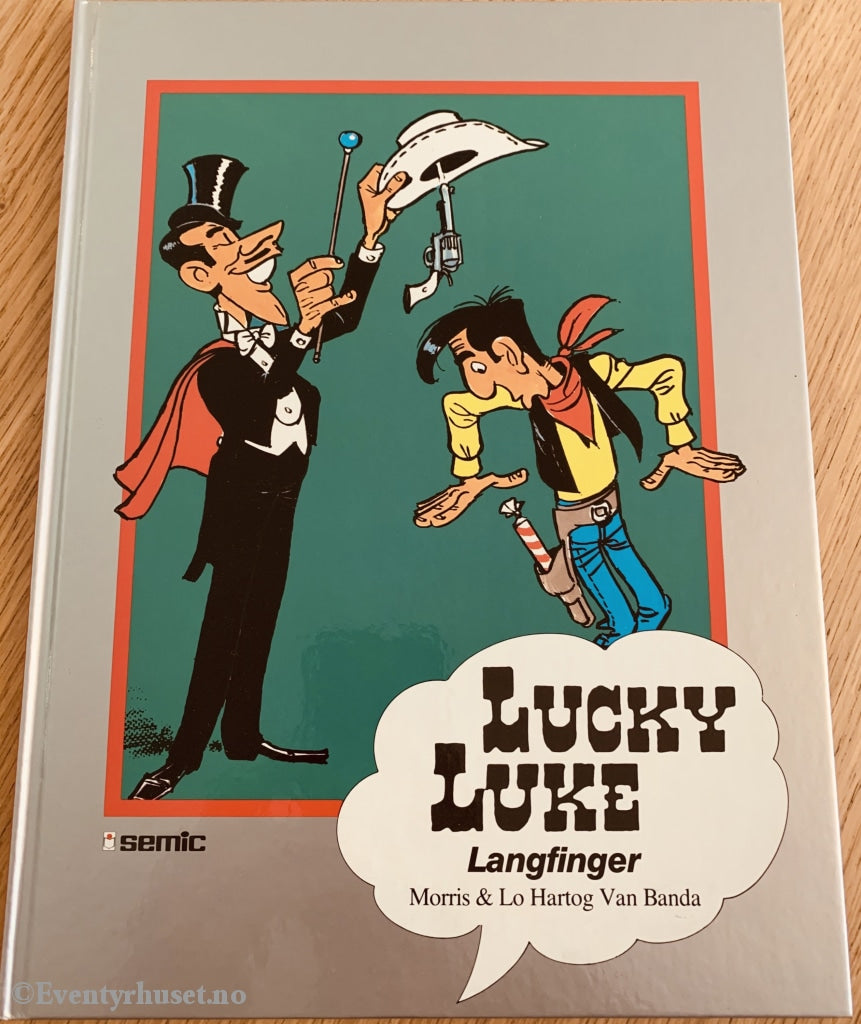 LUCKY
LUKE
Langfinger
Morris & Lo Hartog Van Banda
semic
©Eventyrhuset.no